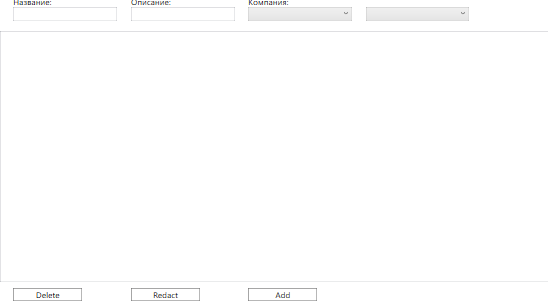 Название:
Описание:
Компания:
Delete
Redact
Add